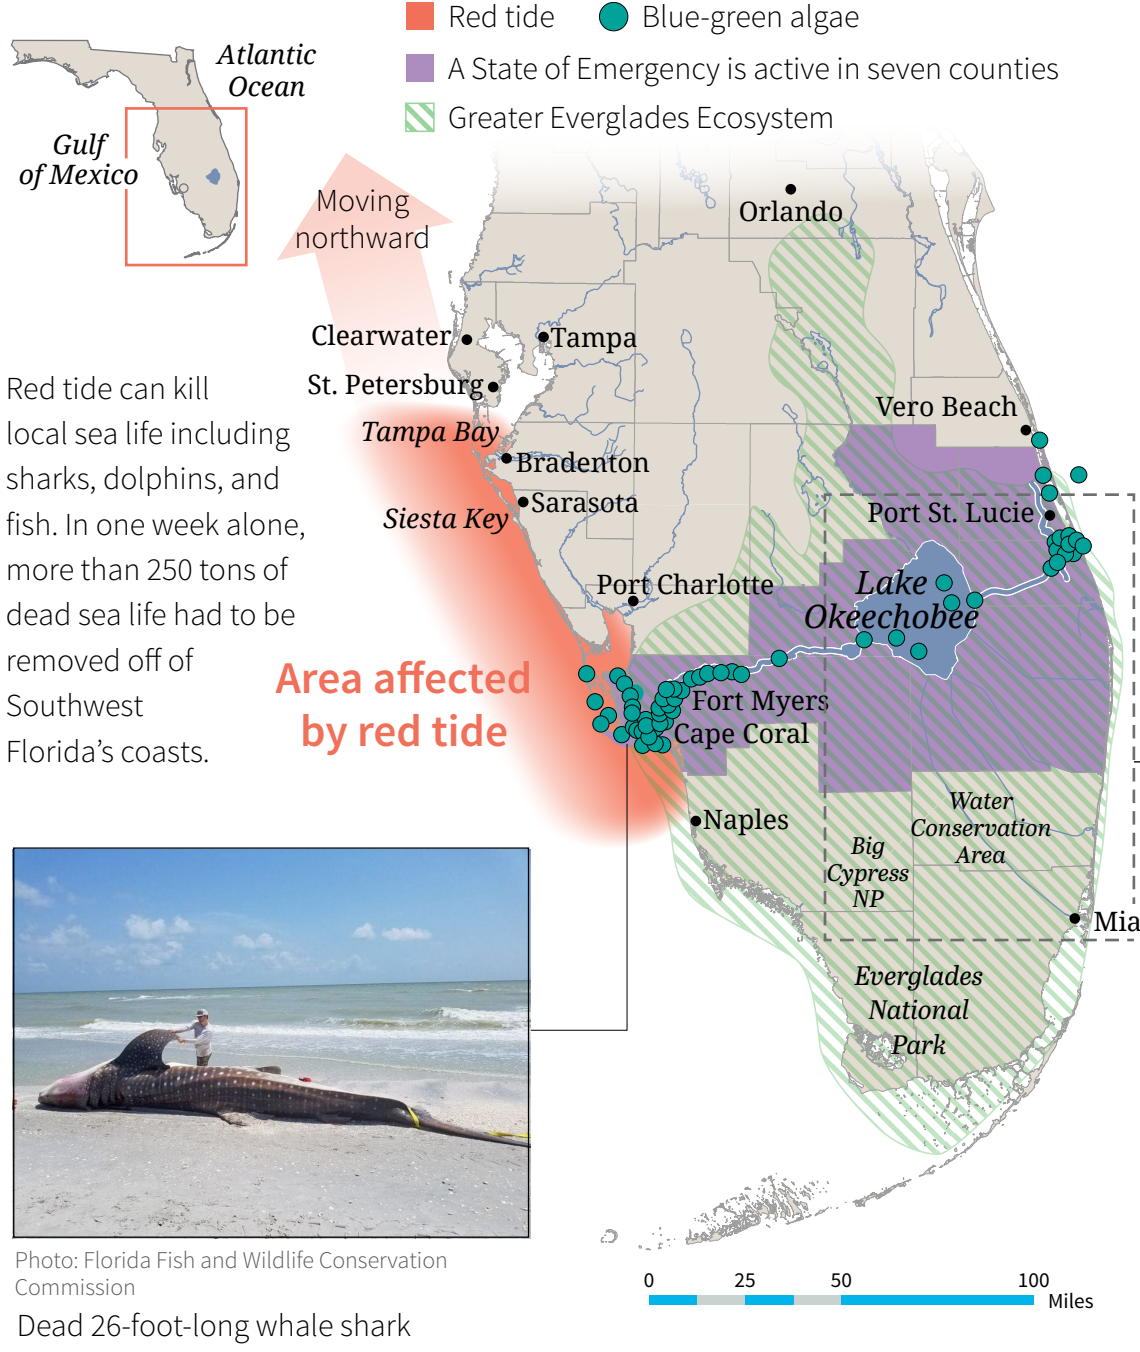 Red tide
Blue-green algae
A State of Emergency is active in seven counties
Greater Everglades Ecosystem
Atlantic
Ocean
Gulf
of Mexico
Moving
northward
Orlando
Clearwater
Tampa
St. Petersburg
Tampa Bay
Bradenton
Sarasota
Siesta Key
Vero Beach
Port St. Lucie
Port Charlotte
Lake
Okeechobee
Red tide can kill
local sea life including
sharks, dolphins, and
fish. In one week alone,
more than 250 tons of
dead sea life had to be
removed off of
Southwest
Florida’s coasts.
Area affected
by red tide
Fort Myers
Cape Coral
Naples
Water
Conservation
Area
Big
Cypress
NP
Mia
Everglades
National
Park
Photo: Florida Fish and Wildlife Conservation
Commission
Dead 26-foot-long whale shark
0 25 50 100
Miles